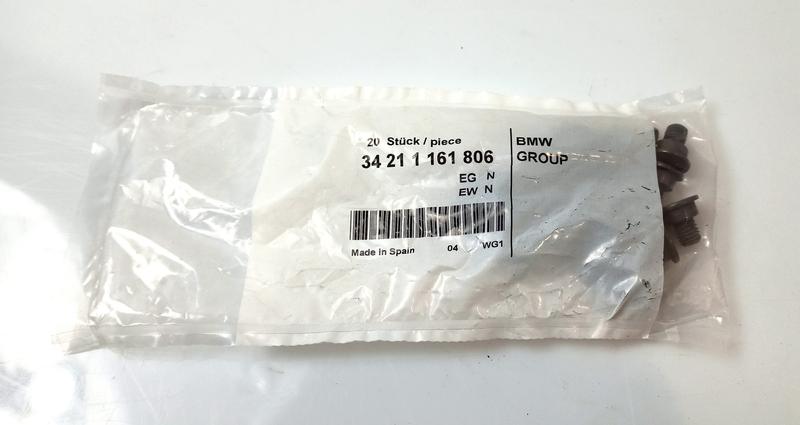 20 Stück / piece
34 21 1 161 806
EG N
EW N
Made in Spain 04 WG1
BMW
GROUP